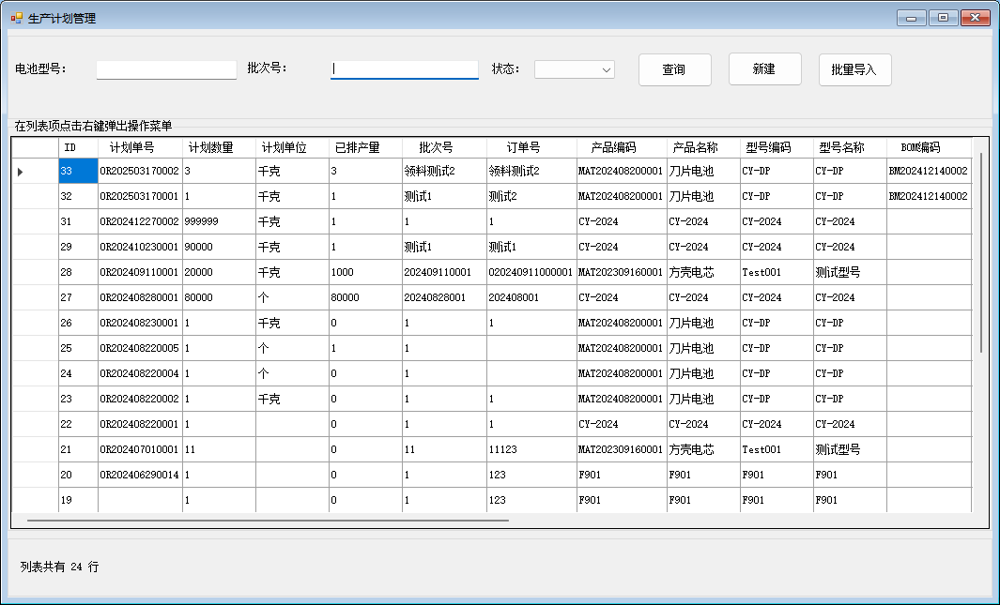 生产计划管理
电池型号： 批次号： 状态： 查询 新建 批量导入
在列表项点击右键弹出操作菜单
ID 计划单号 计划数量 计划单位 已排产量 批次号 订单号 产品编码 产品名称 型号编码 型号名称 BOM编码
33 OR202503170002 3 千克 3 领料测试2 领料测试2 MAT202408200001 刀片电池 CY-DP CY-DP BM202412140002
32 OR202503170001 1 千克 1 测试1 测试2 MAT202408200001 刀片电池 CY-DP CY-DP BM202412140002
31 OR202412270002 999999 千克 1 1 1 CY-2024 CY-2024 CY-2024 CY-2024
29 OR202410230001 90000 千克 1 测试1 测试1 CY-2024 CY-2024 CY-2024 CY-2024
28 OR202409110001 20000 千克 1000 202409110001 020240911000001 MAT202309160001 方壳电芯 Test001 测试型号
27 OR202408280001 80000 个 80000 20240828001 202408001 CY-2024 CY-2024 CY-2024 CY-2024
26 OR202408230001 1 千克 0 1 1 MAT202408200001 刀片电池 CY-DP CY-DP
25 OR202408220005 1 个 1 1 MAT202408200001 刀片电池 CY-DP CY-DP
24 OR202408220004 1 个 0 1 MAT202408200001 刀片电池 CY-DP CY-DP
23 OR202408220002 1 千克 0 1 1 MAT202408200001 刀片电池 CY-DP CY-DP
22 OR202408220001 1 0 1 1 CY-2024 CY-2024 CY-2024 CY-2024
21 OR202407010001 11 0 11 11123 MAT202309160001 方壳电芯 Test001 测试型号
20 OR202406290014 1 0 1 123 F901 F901 F901 F901
19 1 0 1 123 F901 F901 F901 F901
列表共有 24 行